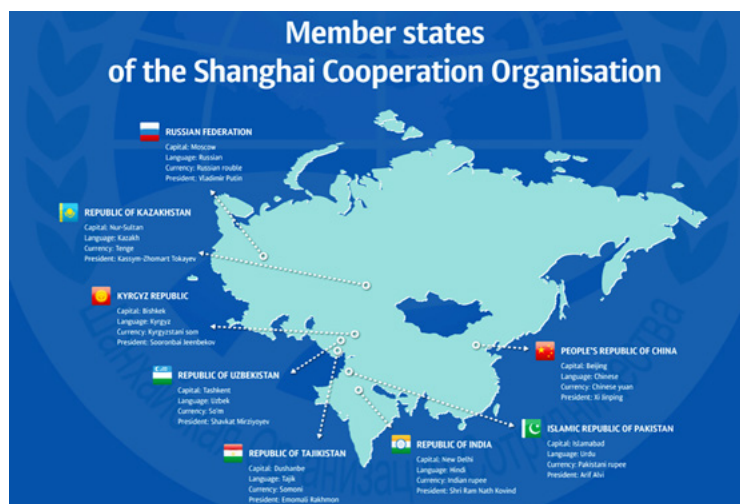 Member states
of the Shanghai Cooperation Organisation
RUSSIAN FEDERATION
Capital: Moscow
Language: Russian
Currency: Russian rouble
President: Vladimir Putin
REPUBLIC OF KAZAKHSTAN
Capital: Nur-Sultan
Language: Kazakh
Currency: Tenge
President: Kassym-Zhomart Tokayev
KYRGYZ REPUBLIC
Capital: Bishkek
Language: Kyrgyz
Currency: Kyrgyzstani som
President: Sooronbai Jeenbekov
REPUBLIC OF UZBEKISTAN
Capital: Tashkent
Language: Uzbek
Currency: So'm
President: Shavkat Mirziyoyev
REPUBLIC OF TAJIKISTAN
Capital: Dushanbe
Language: Tajik
Currency: Somoni
President: Emomali Rakhmon
REPUBLIC OF INDIA
Capital: New Delhi
Language: Hindi
Currency: Indian rupee
President: Shri Ram Nath Kovind
PEOPLE'S REPUBLIC OF CHINA
Capital: Beijing
Language: Chinese
Currency: Chinese yuan
President: Xi Jinping
ISLAMIC REPUBLIC OF PAKISTAN
Capital: Islamabad
Language: Urdu
Currency: Pakistani rupee
President: Arif Alvi